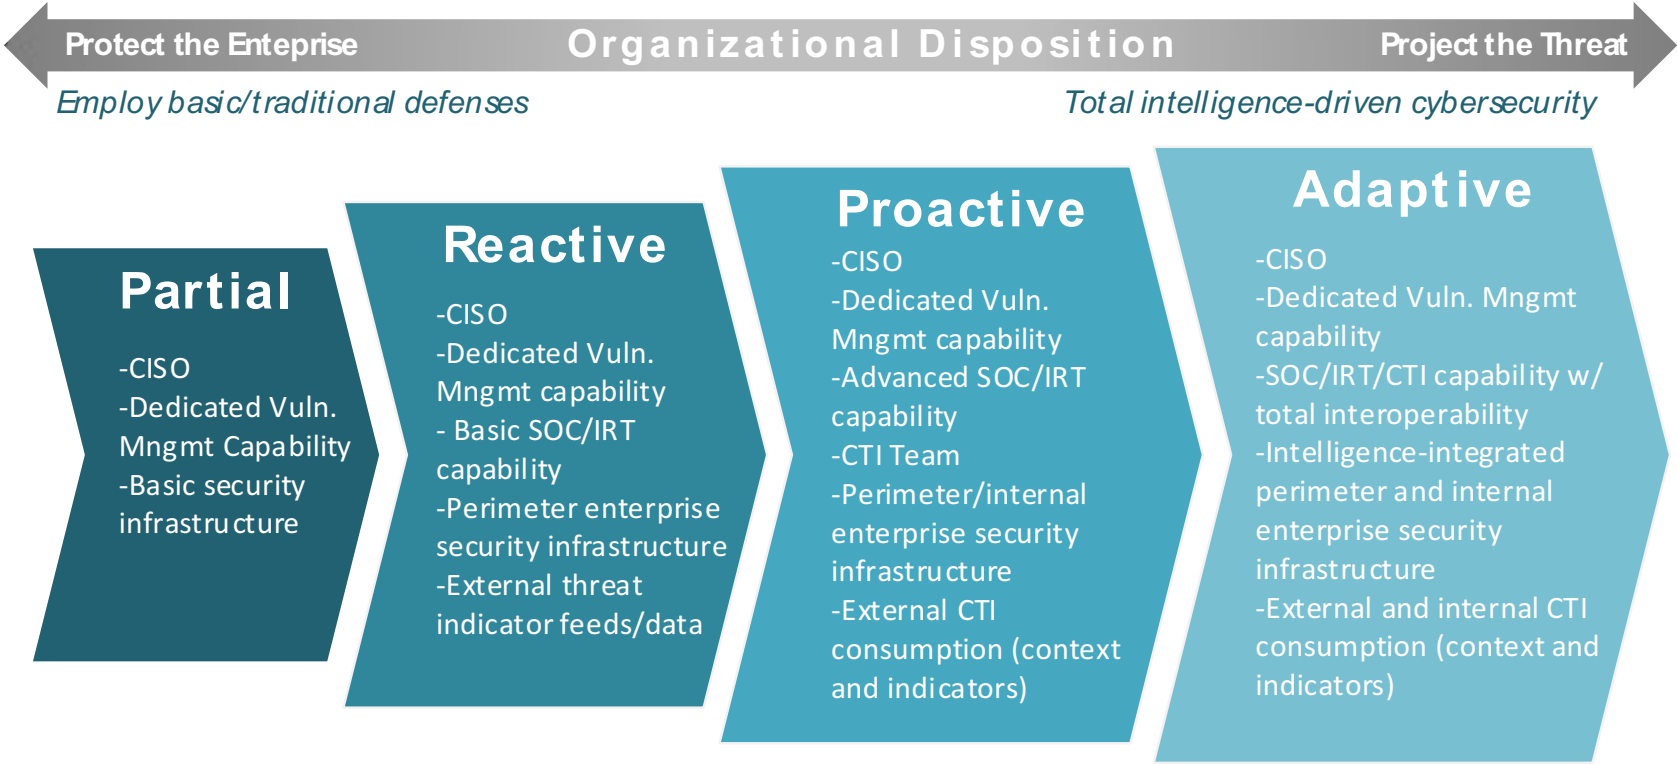 Protect the Enteprise
Organizational Disposition
Project the Threat
Employ basic/traditional defenses
Total intelligence-driven cybersecurity
Partial
-CISO
-Dedicated Vuln.
Mngmt Capability
-Basic security
infrastructure
Reactive
-CISO
-Dedicated Vuln.
Mngmt capability
- Basic SOC/IRT
capability
-Perimeter enterprise
security infrastructure
-External threat
indicator feeds/data
Proactive
-CISO
-Dedicated Vuln.
Mngmt capability
-Advanced SOC/IRT
capability
-CTI Team
-Perimeter/internal
enterprise security
infrastructure
-External CTI
consumption (context
and indicators)
Adaptive
-CISO
-Dedicated Vuln. Mngmt
capability
-SOC/IRT/CTI capability w/
total interoperability
-Intelligence-integrated
perimeter and internal
enterprise security
infrastructure
-External and internal CTI
consumption (context and
indicators)